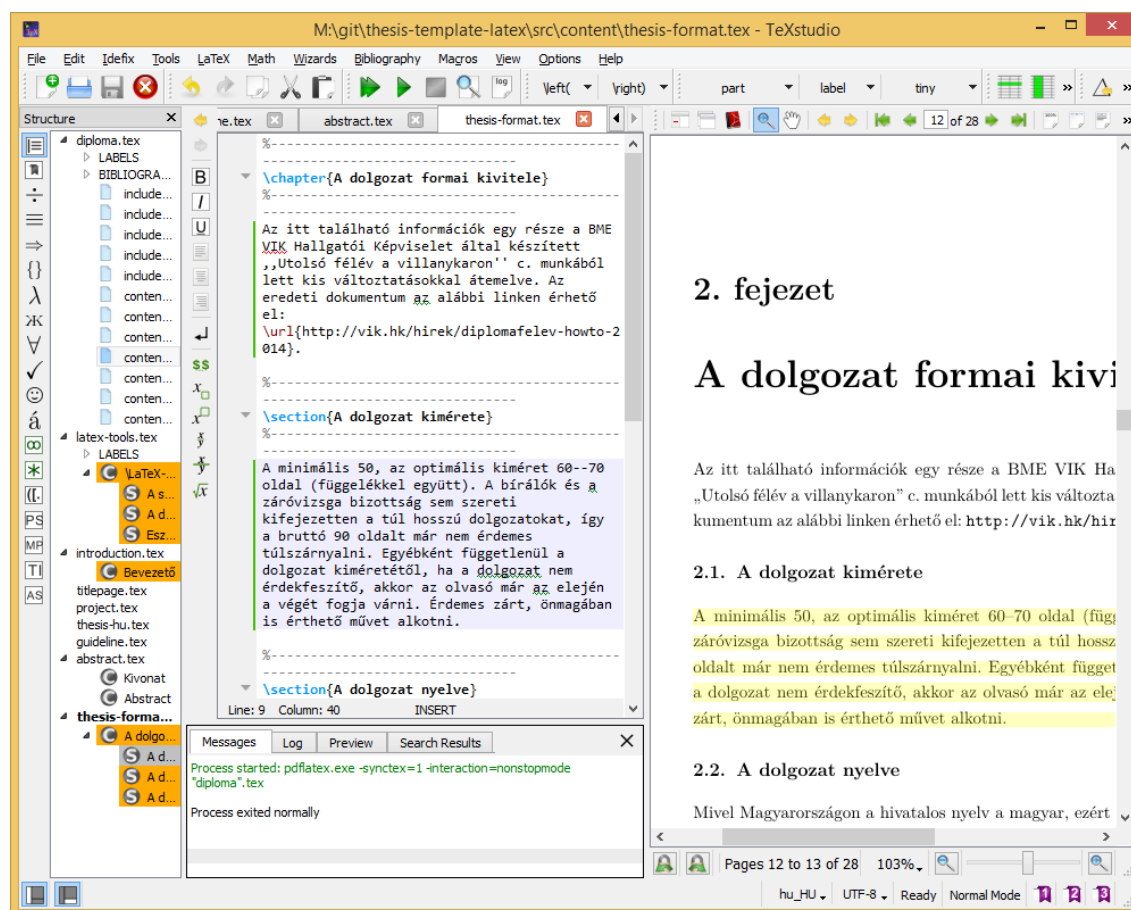 M:\git\thesis-template-latex\src\content\thesis-format.tex - TeXstudio
File Edit Idefix Tools LaTeX Math Wizards Bibliography Macros View Options Help
log \left( \right) part label tiny »
Structure
ne.tex abstract.tex thesis-format.tex
12 of 28 »
diploma.tex
LABELS
BIBLIOGRA...
include...
include...
include...
include...
include...
conten...
conten...
conten...
conten...
conten...
conten...
conten...
latex-tools.tex
LABELS
\LaTeX-...
A s...
A d...
Esz...
introduction.tex
Bevezető
titlepage.tex
project.tex
thesis-hu.tex
guideline.tex
abstract.tex
Kivonat
Abstract
thesis-forma...
A dolgo...
A d...
A d...
A d...
%----------------------------------------
-----------------------------
\chapter{A dolgozat formai kivitele}
%----------------------------------------
-----------------------------
Az itt található információk egy része a BME
VIK Hallgatói Képviselet által készített
,,Utolsó félév a villanykaron'' c. munkából
lett kis változtatásokkal átemelve. Az
eredeti dokumentum az alábbi linken érhető
el:
\url{http://vik.hk/hirek/diplomafelev-howto-2
014}.
%----------------------------------------
-----------------------------
\section{A dolgozat kimérete}
%----------------------------------------
-----------------------------
A minimális 50, az optimális kiméret 60--70
oldal (függelékkel együtt). A bírálók és a
záróvizsga bizottság sem szereti
kifejezetten a túl hosszú dolgozatokat, így
a bruttó 90 oldalt már nem érdemes
túlszárnyalni. Egyébként függetlenül a
dolgozat kiméretétől, ha a dolgozat nem
érdekfeszítő, akkor az olvasó már az elején
a végét fogja várni. Érdemes zárt, önmagában
is érthető művet alkotni.
%----------------------------------------
-----------------------------
\section{A dolgozat nyelve}
Line: 9 Column: 40 INSERT
Messages Log Preview Search Results
Process started: pdflatex.exe -synctex=1 -interaction=nonstopmode
"diploma".tex
Process exited normally
2. fejezet
A dolgozat formai kivi
Az itt található információk egy része a BME VIK Ha
„Utolsó félév a villanykaron” c. munkából lett kis változta
kumentum az alábbi linken érhető el: http://vik.hk/hir
2.1. A dolgozat kimérete
A minimális 50, az optimális kiméret 60–70 oldal (függ
záróvizsga bizottság sem szereti kifejezetten a túl hossz
oldalt már nem érdemes túlszárnyalni. Egyébként függet
a dolgozat nem érdekfeszítő, akkor az olvasó már az elej
zárt, önmagában is érthető művet alkotni.
2.2. A dolgozat nyelve
Mivel Magyarországon a hivatalos nyelv a magyar, ezért
Pages 12 to 13 of 28 103%
hu_HU UTF-8 Ready Normal Mode 1 2 3